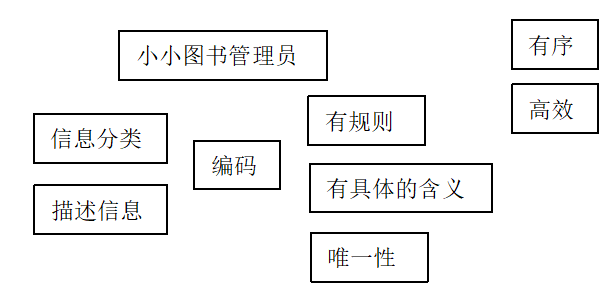 小小图书管理员
有序
高效
信息分类
描述信息
编码
有规则
有具体的含义
唯一性